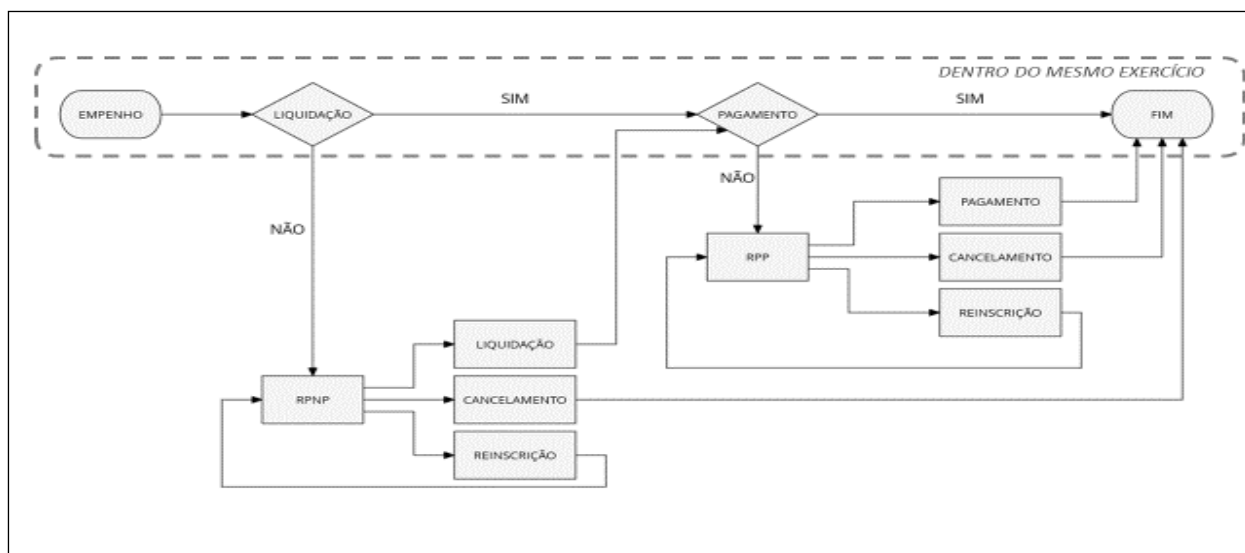 DENTRO DO MESMO EXERCÍCIO
EMPENHO
LIQUIDAÇÃO
SIM
PAGAMENTO
SIM
FIM
NÃO
NÃO
RPP
PAGAMENTO
CANCELAMENTO
REINSCRIÇÃO
RPNP
LIQUIDAÇÃO
CANCELAMENTO
REINSCRIÇÃO